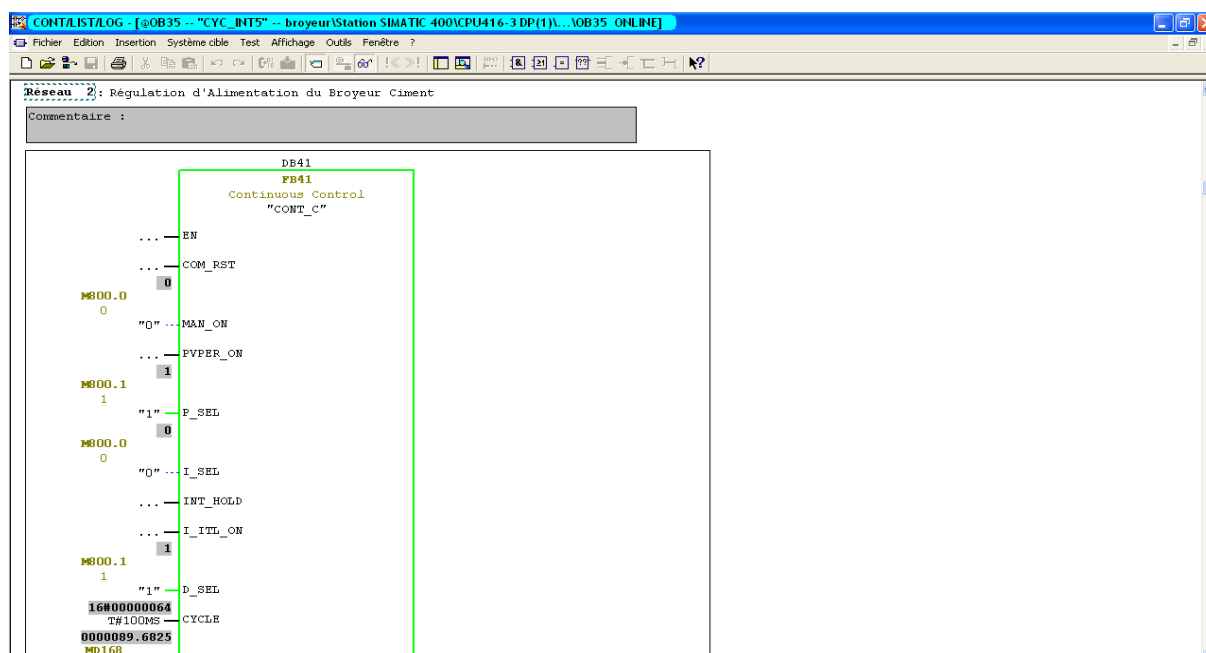 CONT/LIST/LOG - [@OB35 -- "CYC_INT5" -- broyeur\Station SIMATIC 400\CPU416-3 DP(1)\...\OB35 ONLINE]
Fichier Edition Insertion Système cible Test Affichage Outils Fenêtre ?
Réseau 2: Régulation d'Alimentation du Broyeur Ciment
Commentaire :
DB41
FB41
Continuous Control
"CONT_C"
... EN
... COM_RST
0
M800.0
0
"0" MAN_ON
... PVPER_ON
1
M800.1
1
"1" P_SEL
0
M800.0
0
"0" I_SEL
... INT_HOLD
... I_ITL_ON
1
M800.1
1
"1" D_SEL
16#00000064
T#100MS CYCLE
0000089.6825
MD168